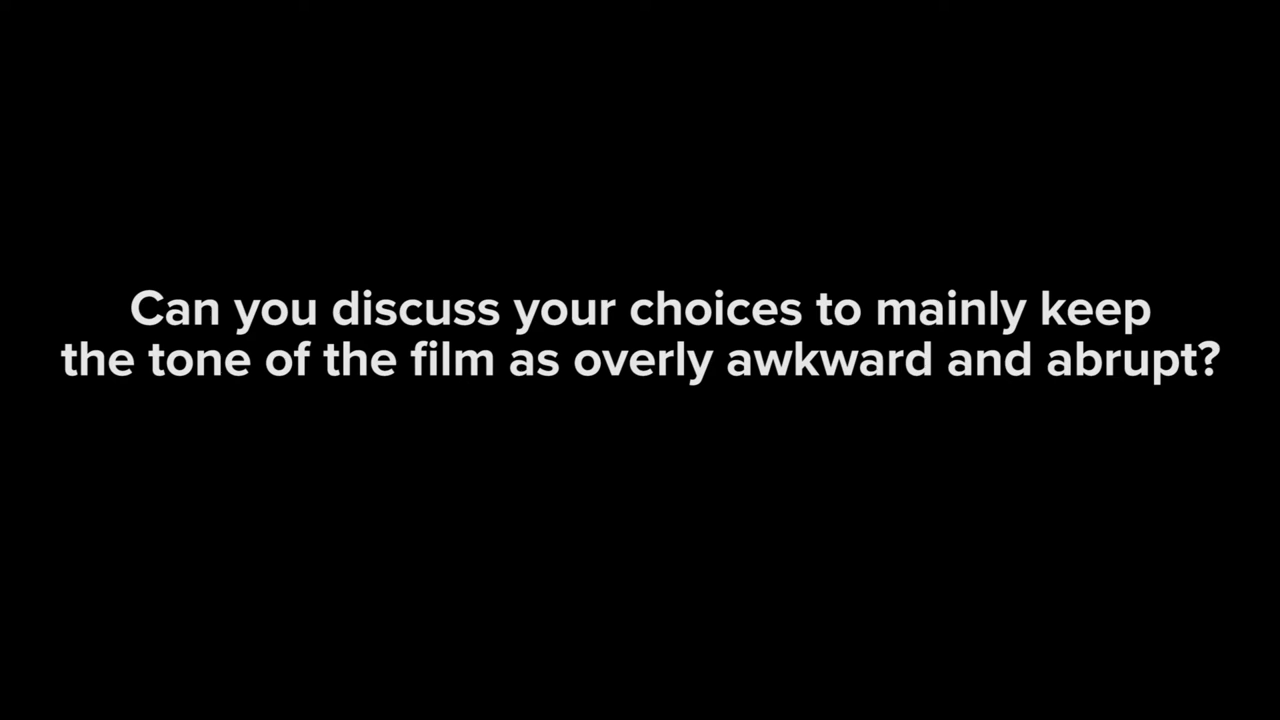 Can you discuss your choices to mainly keep
the tone of the film as overly awkward and abrupt?